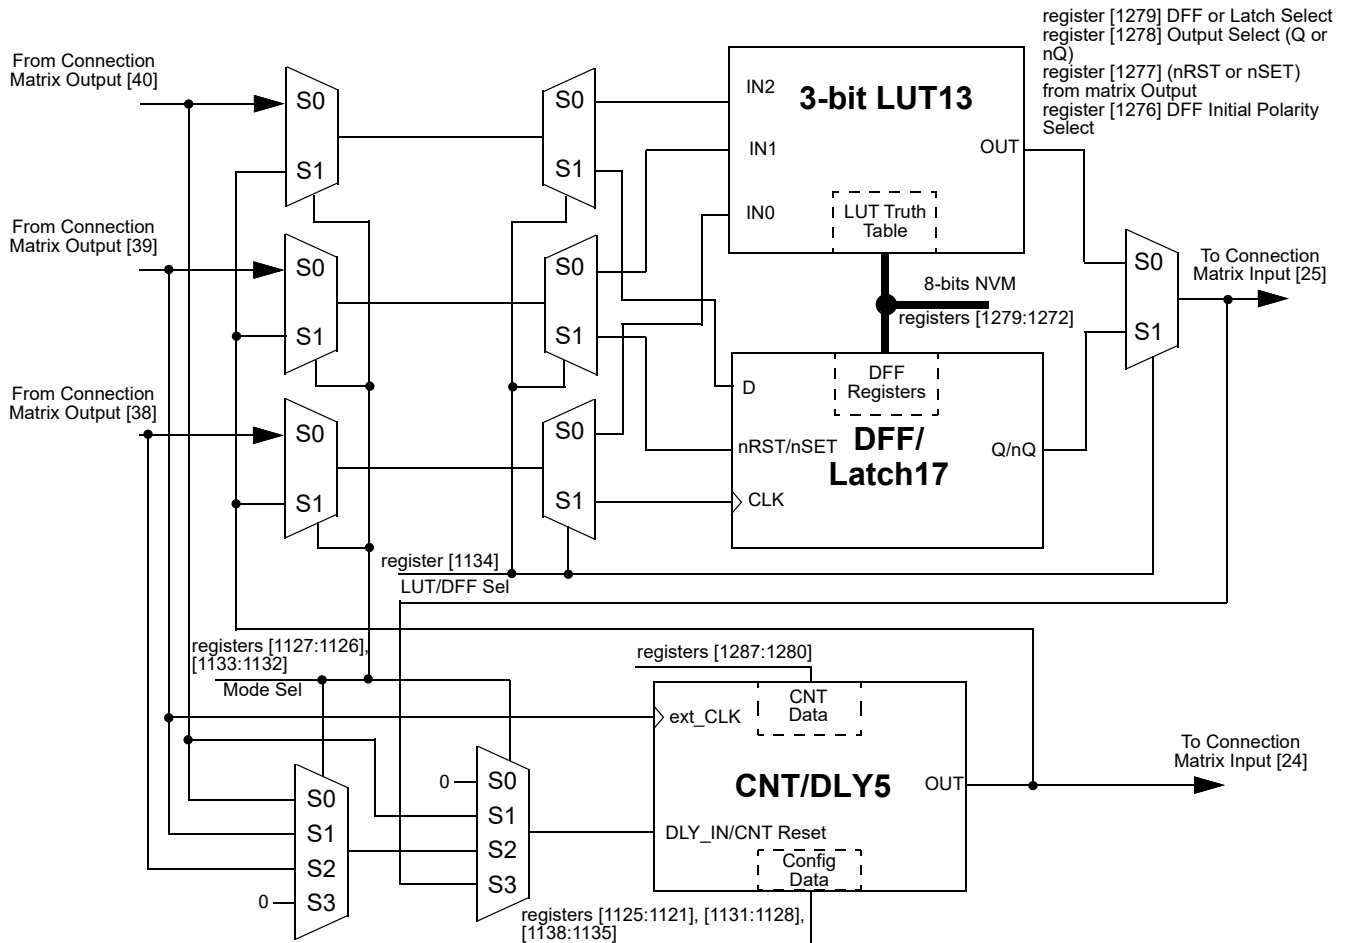 register [1279] DFF or Latch Select
register [1278] Output Select (Q or
nQ)
register [1277] (nRST or nSET)
from matrix Output
register [1276] DFF Initial Polarity
Select
From Connection
Matrix Output [40]
S0
S1
S0
S1
IN2
IN1
IN0
3-bit LUT13
OUT
LUT Truth
Table
From Connection
Matrix Output [39]
S0
S1
S0
S1
8-bits NVM
registers [1279:1272]
S0
S1
To Connection
Matrix Input [25]
From Connection
Matrix Output [38]
S0
S1
S0
S1
D
nRST/nSET
CLK
DFF
Registers
DFF/
Latch17
Q/nQ
register [1134]
LUT/DFF Sel
registers [1127:1126],
[1133:1132]
Mode Sel
registers [1287:1280]
ext_CLK
CNT
Data
CNT/DLY5
OUT
To Connection
Matrix Input [24]
DLY_IN/CNT Reset
Config
Data
S0
S1
S2
0
S3
0
S0
S1
S2
S3
registers [1125:1121], [1131:1128],
[1138:1135]